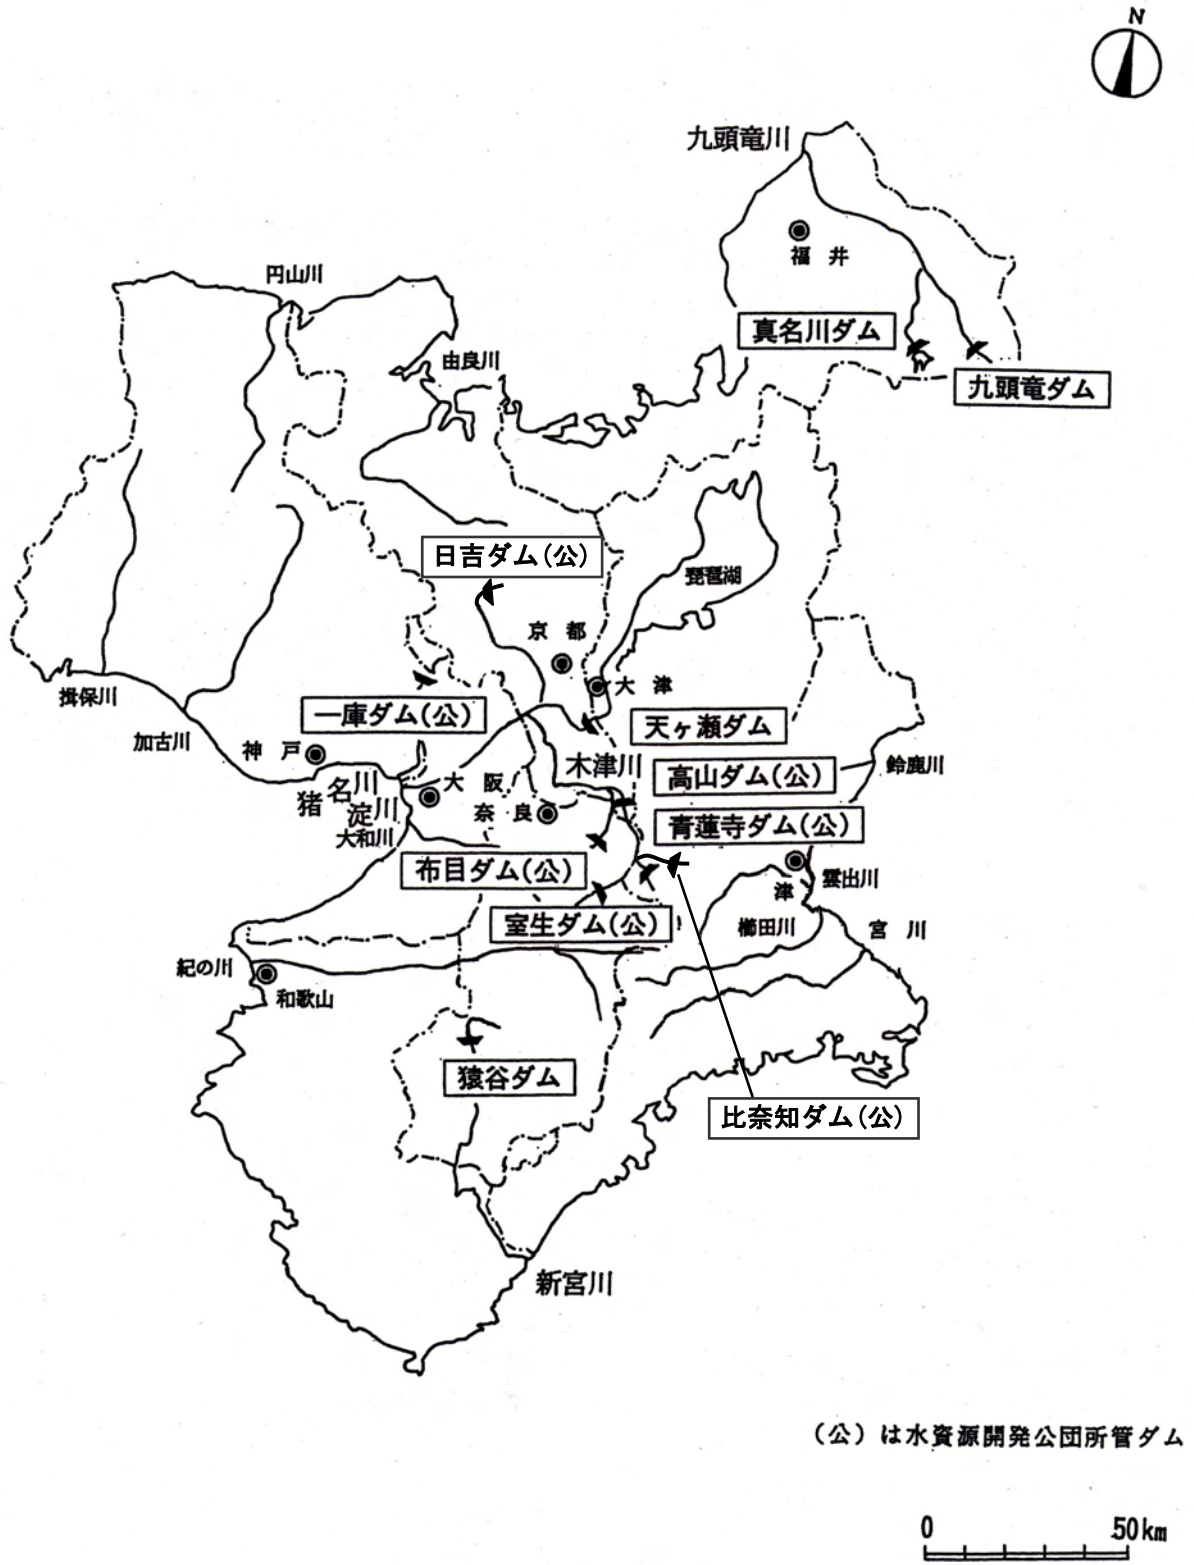 N
九頭竜川
福井
円山川
真名川ダム
由良川
九頭竜ダム
日吉ダム(公)
琵琶湖
京都
大津
揖保川
一庫ダム(公)
天ヶ瀬ダム
加古川
神戸
木津川
高山ダム(公)
鈴鹿川
猪名川
大阪
奈良
淀川
青蓮寺ダム(公)
大和川
布目ダム(公)
津
雲出川
室生ダム(公)
櫛田川
宮川
紀の川
和歌山
猿谷ダム
比奈知ダム(公)
新宮川
(公)は水資源開発公団所管ダム
0 50km